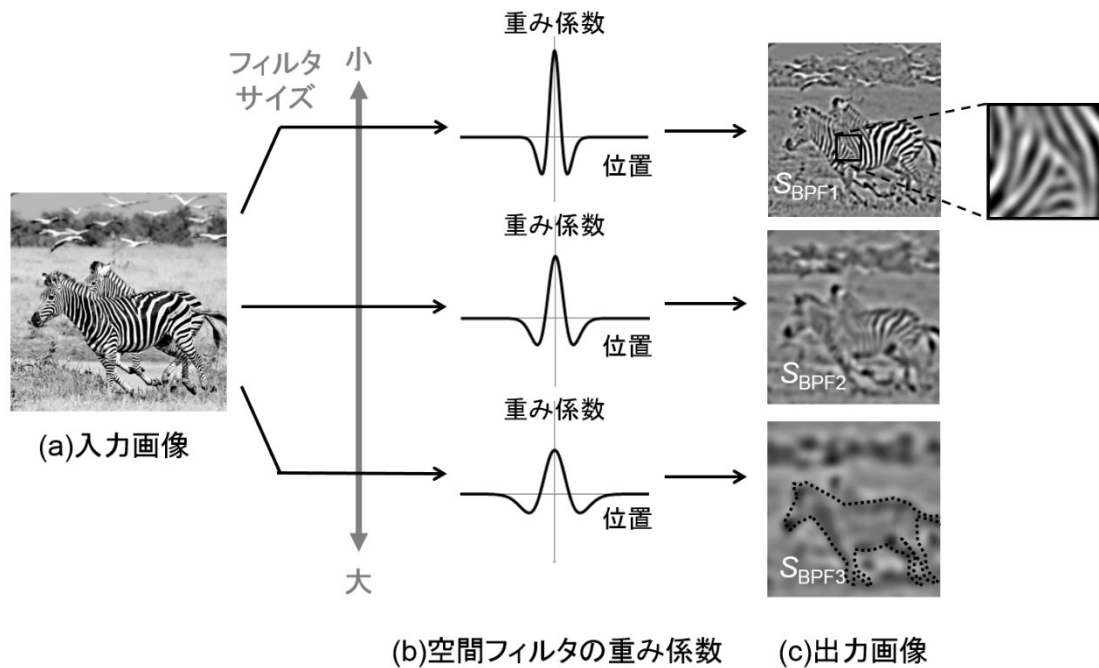 フィルタ
サイズ
小
大
(a)入力画像
重み係数
位置
重み係数
位置
重み係数
位置
(b)空間フィルタの重み係数
S_BPF1
S_BPF2
S_BPF3
(c)出力画像